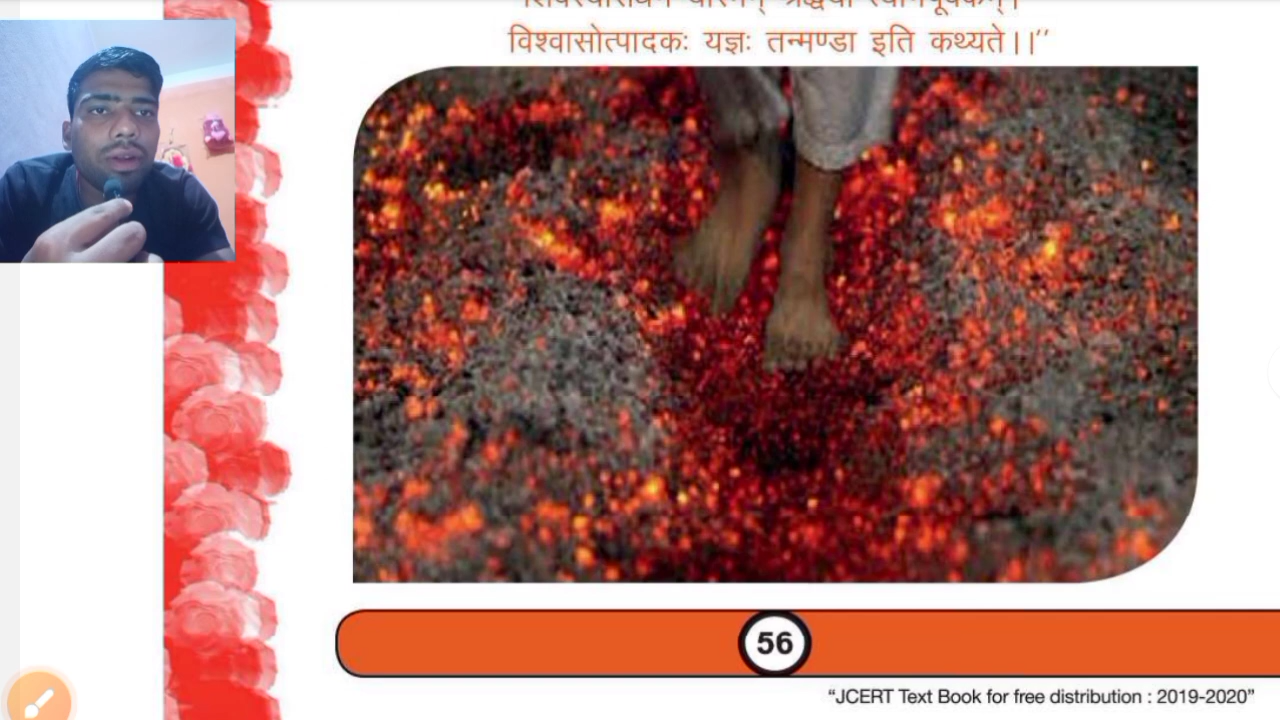 विश्वासोत्पादकः यज्ञः तन्मण्डा इति कथ्यते।।’’
56
“JCERT Text Book for free distribution : 2019-2020”